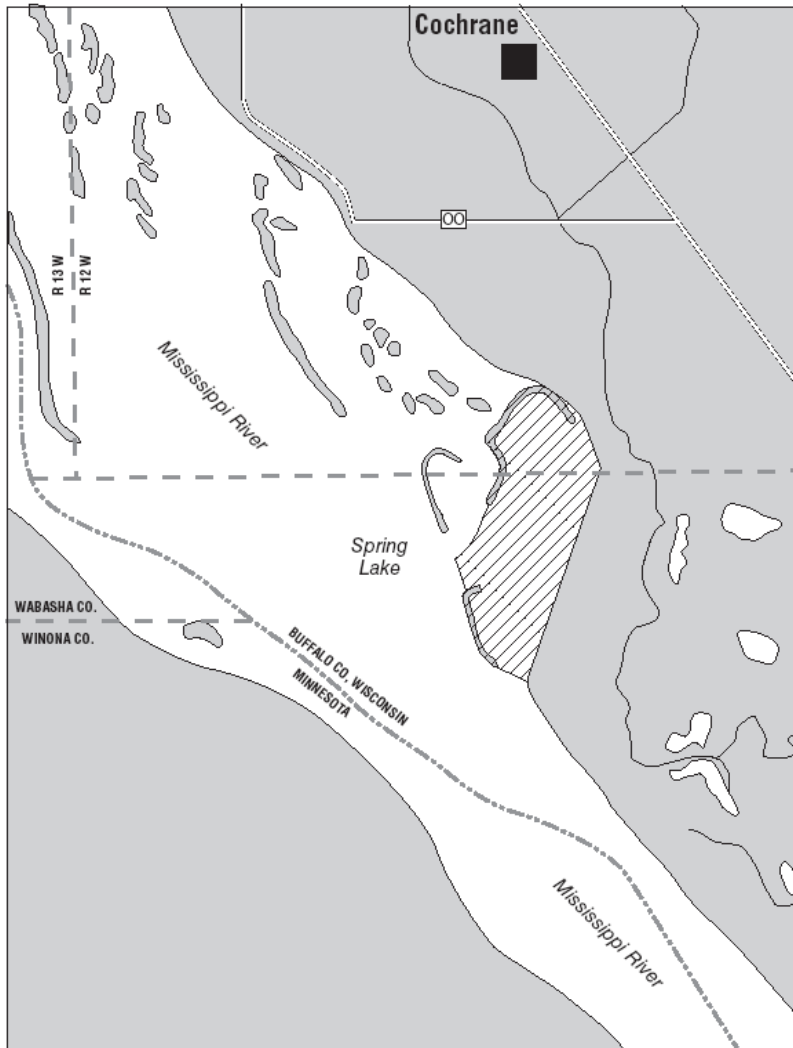 Cochrane
OO
R 13 W
R 12 W
Mississippi River
Spring
Lake
WABASHA CO.
WINONA CO.
BUFFALO CO. WISCONSIN
MINNESOTA
Mississippi River